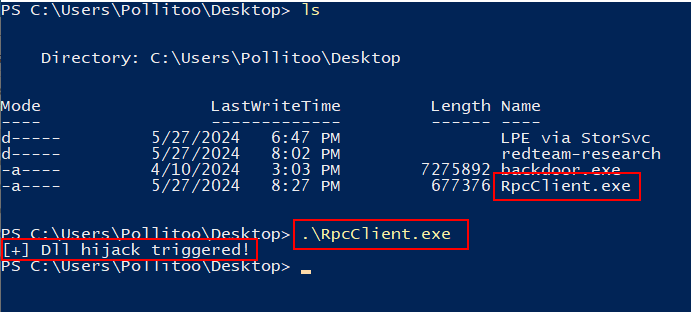 PS C:\Users\Pollitoo\Desktop> ls
Directory: C:\Users\Pollitoo\Desktop
Mode LastWriteTime Length Name
---- ------------- ------ ----
d----- 5/27/2024 6:47 PM LPE via StorSvc
d----- 5/27/2024 8:02 PM redteam-research
-a---- 4/10/2024 3:03 PM 7275892 backdoor.exe
-a---- 5/27/2024 8:27 PM 677376 RpcClient.exe
PS C:\Users\Pollitoo\Desktop> .\RpcClient.exe
[+] Dll hijack triggered!
PS C:\Users\Pollitoo\Desktop> _